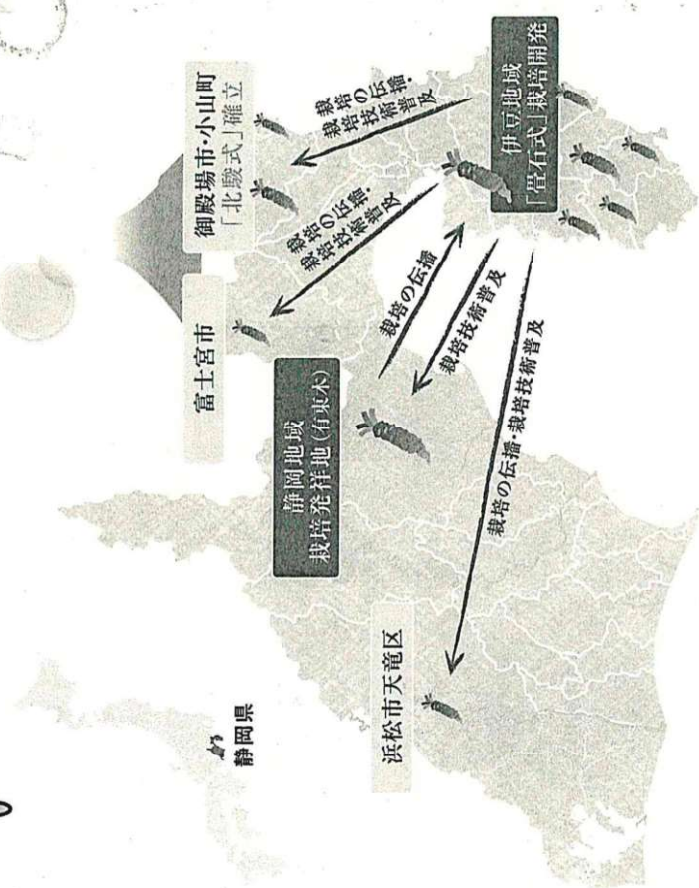 静岡県
富士宮市
御殿場市・小山町
「北駿式」確立
静岡地域
栽培発祥地(有東木)
浜松市天竜区
伊豆地域
「畳石式」栽培開発
栽培の伝播・
栽培技術普及
栽培の伝播・
栽培技術普及
栽培の伝播
栽培技術普及
栽培の伝播・栽培技術普及